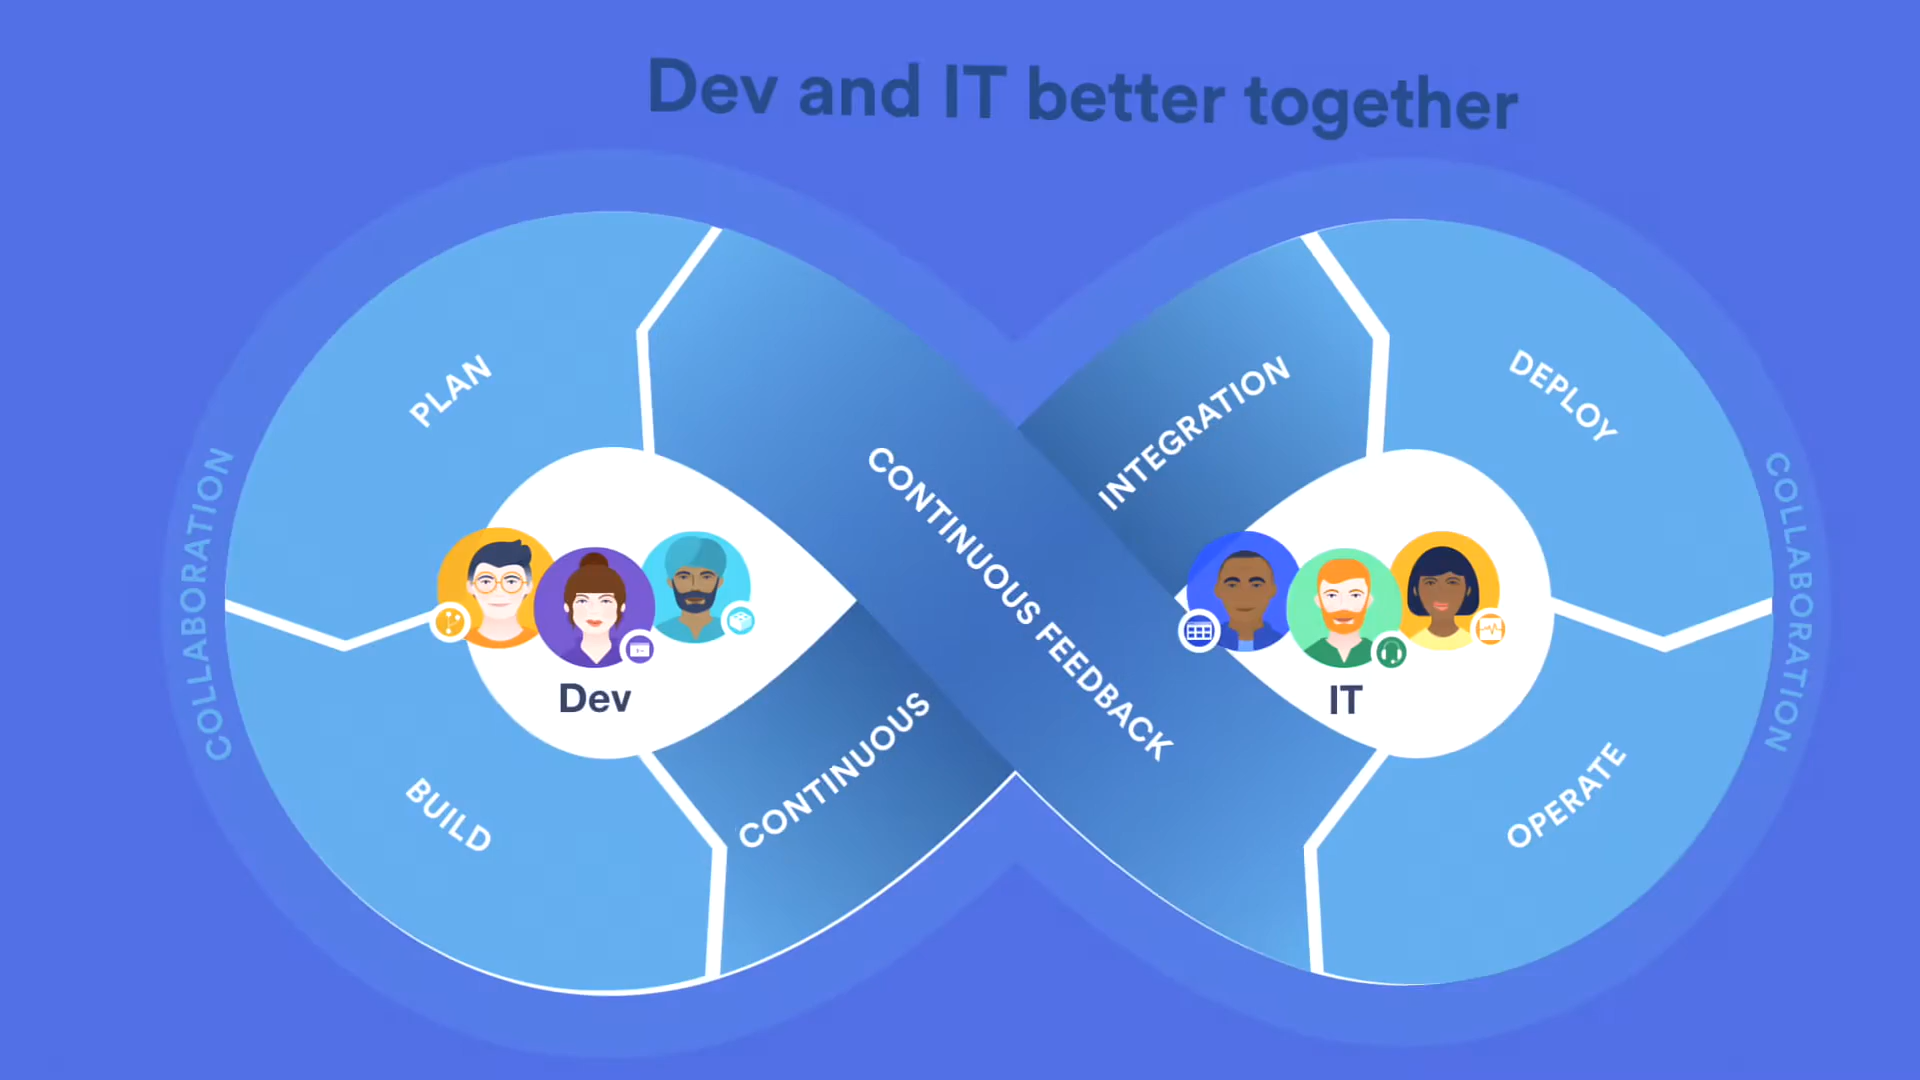 Dev and IT better together
PLAN
INTEGRATION
DEPLOY
COLLABORATION
CONTINUOUS FEEDBACK
COLLABORATION
Dev
IT
BUILD
CONTINUOUS
OPERATE